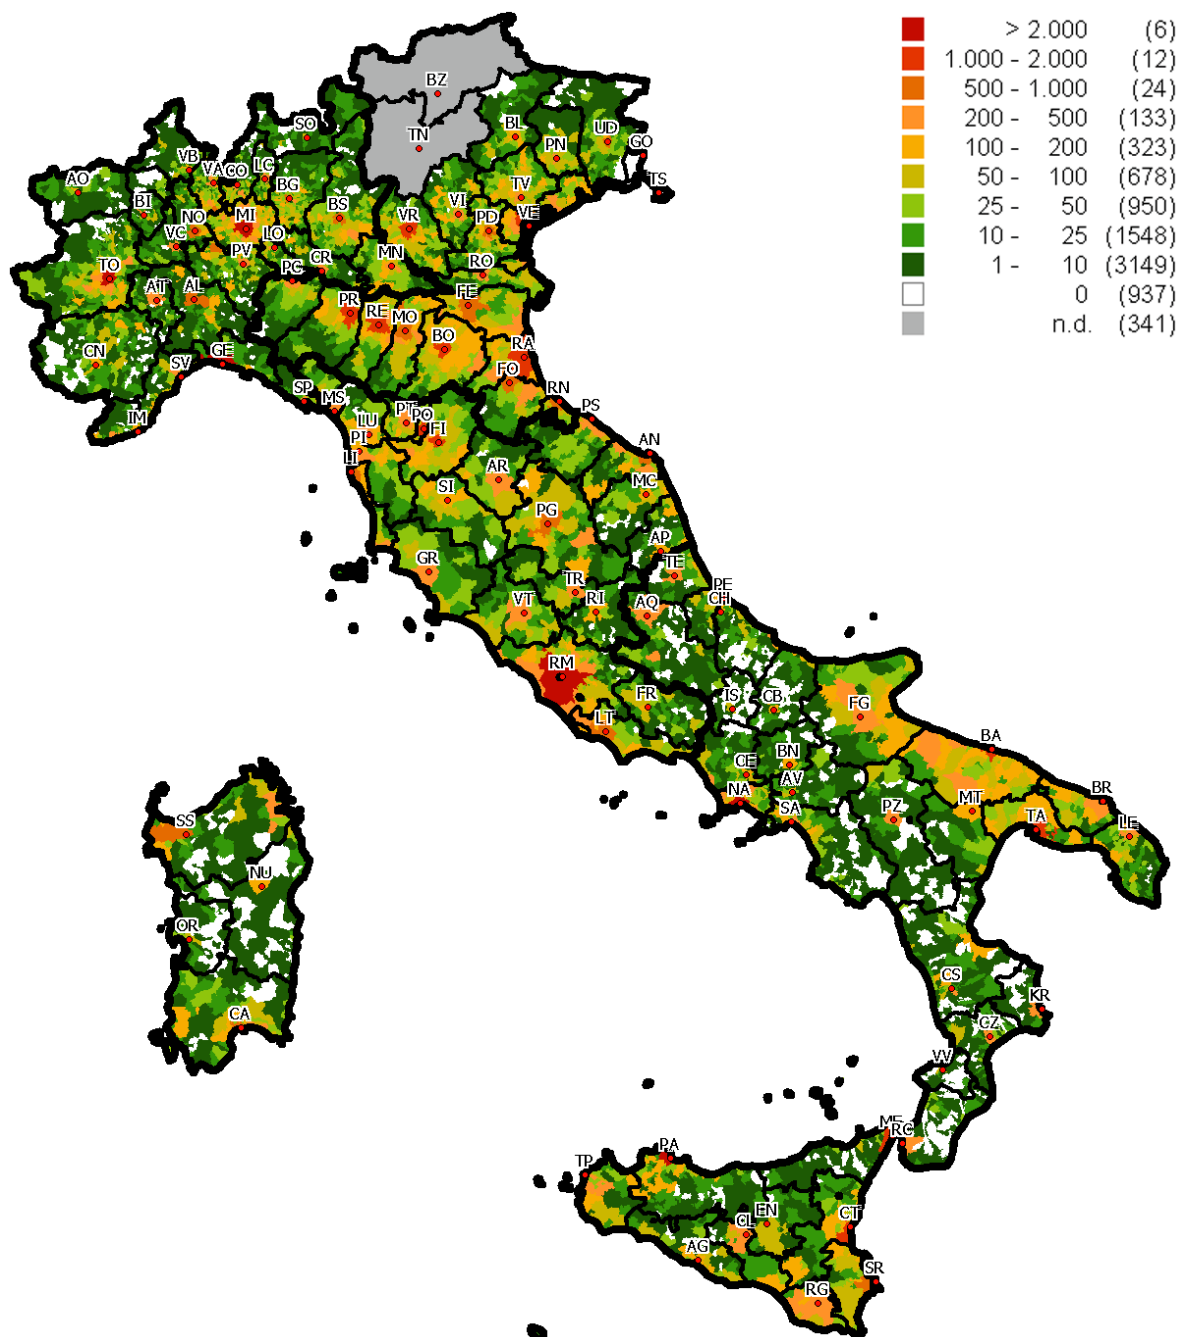 > 2.000 (6)
1.000 - 2.000 (12)
500 - 1.000 (24)
200 - 500 (133)
100 - 200 (323)
50 - 100 (678)
25 - 50 (950)
10 - 25 (1548)
1 - 10 (3149)
0 (937)
n.d. (341)
BZ
SO
TN
BL
UD
PN
GO
VB
VA
CO
LC
AO
BG
TV
TS
BI
NO
MI
BS
VR
VI
PD
VE
VC
LO
PV
CR
MN
RO
TO
PC
AT
AL
PR
RE
MO
FE
BO
RA
CN
SV
GE
FO
SP
MS
RN
IM
LU
PT
PO
FI
PS
PI
LI
AN
AR
SI
MC
PG
AP
GR
TE
TR
VT
RI
AQ
PE
CH
RM
FR
IS
CB
FG
LT
BA
BN
CE
AV
NA
SA
PZ
MT
BR
TA
LE
SS
NU
OR
CA
CS
KR
CZ
VV
ME
RC
PA
TP
CT
EN
CL
AG
SR
RG